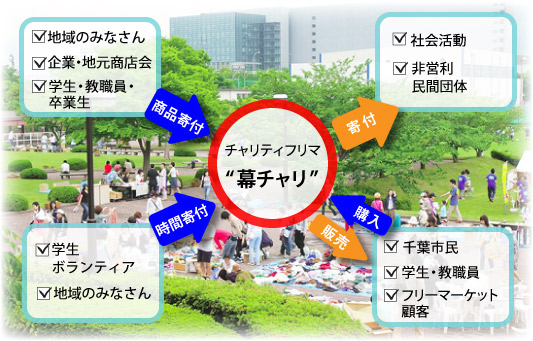 地域のみなさん
企業・地元商店会
学生・教職員・
卒業生
社会活動
非営利
民間団体
商品寄付
寄付
チャリティフリマ
“幕チャリ”
時間寄付
購入
販売
学生
ボランティア
地域のみなさん
千葉市民
学生・教職員
フリーマーケット
顧客